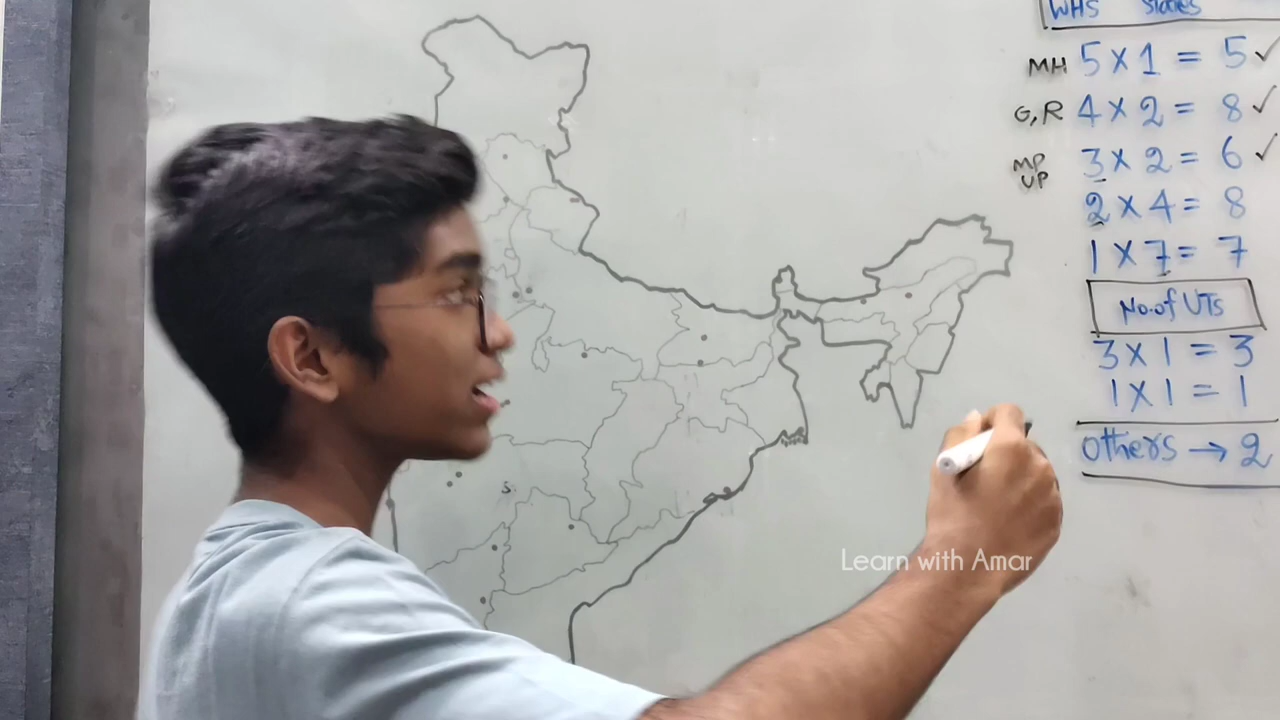 WHS States
MH 5 x 1 = 5 ✓
G, R 4 x 2 = 8 ✓
MP
UP 3 x 2 = 6 ✓
2 x 4 = 8
1 x 7 = 7
No. of UTs
3 x 1 = 3
1 x 1 = 1
Others → 2
S.
Learn with Amar